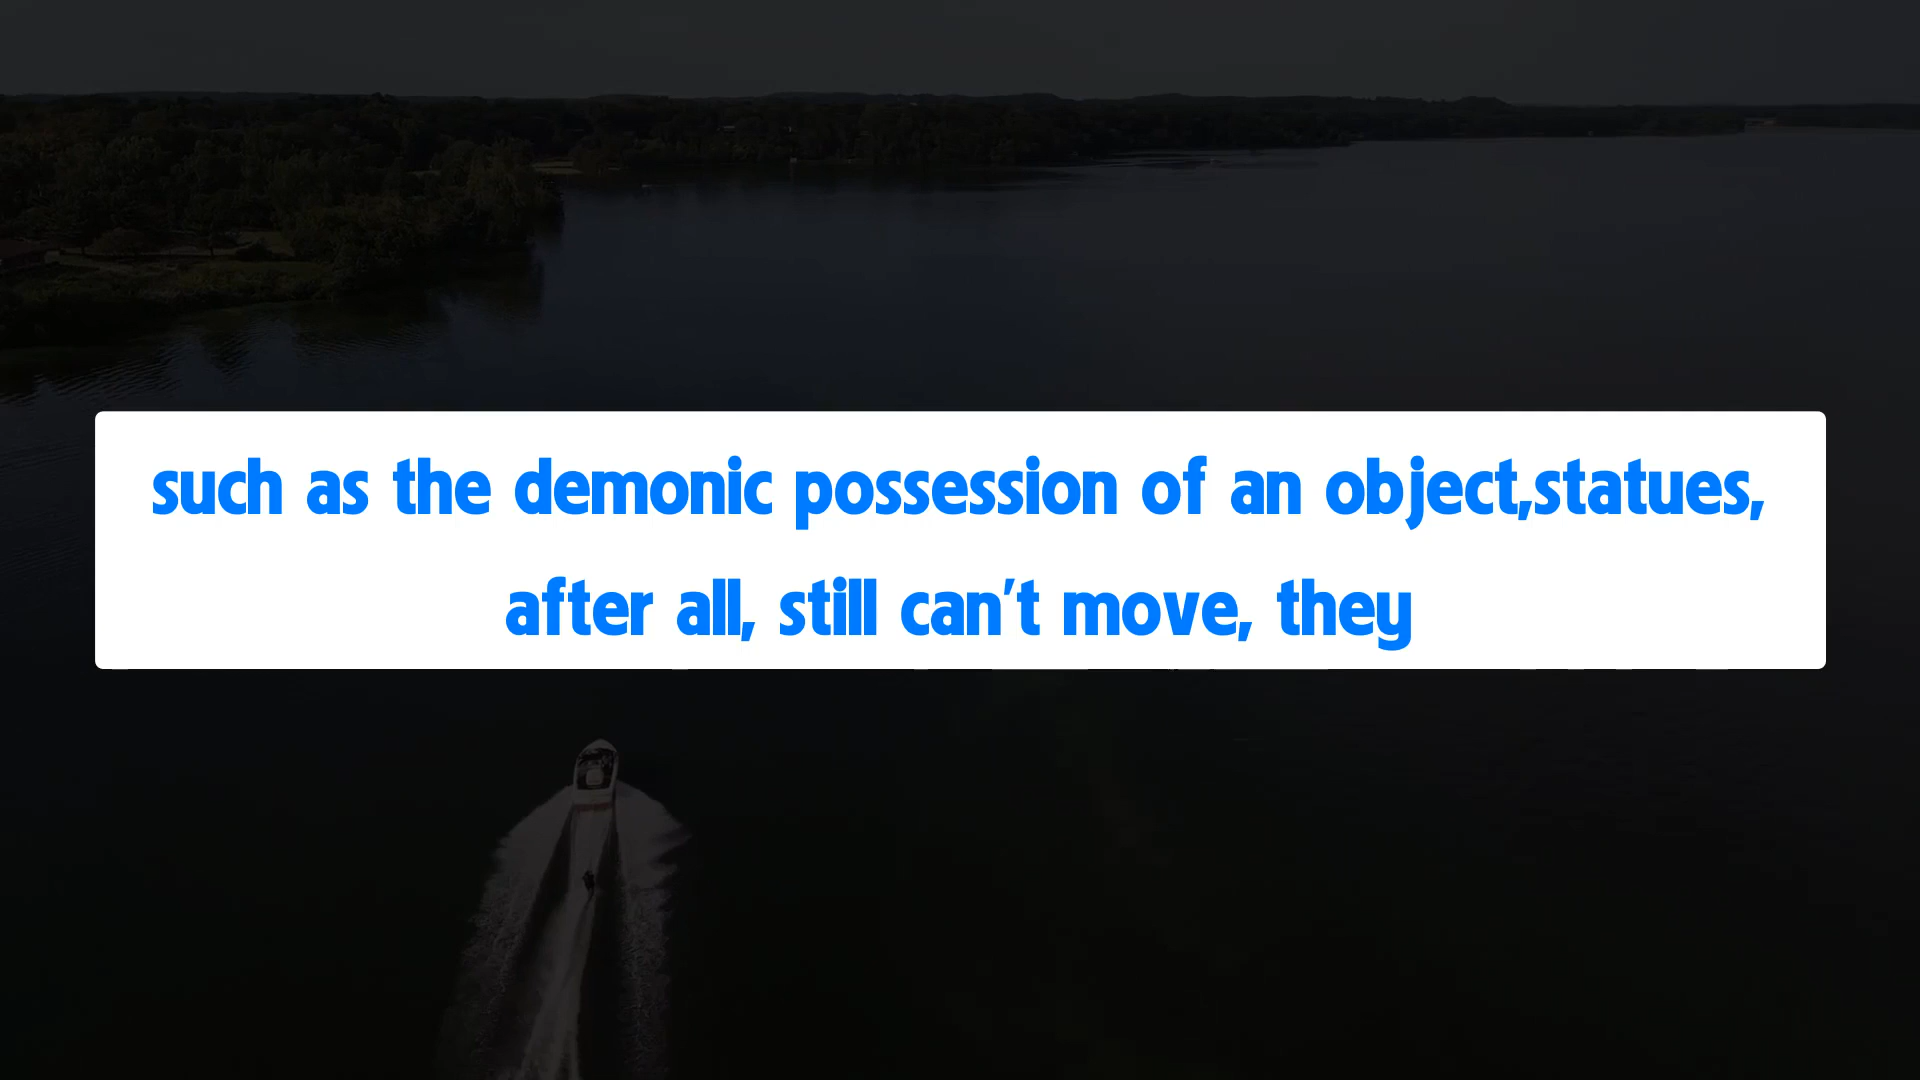 such as the demonic possession of an object,statues,
after all, still can't move, they